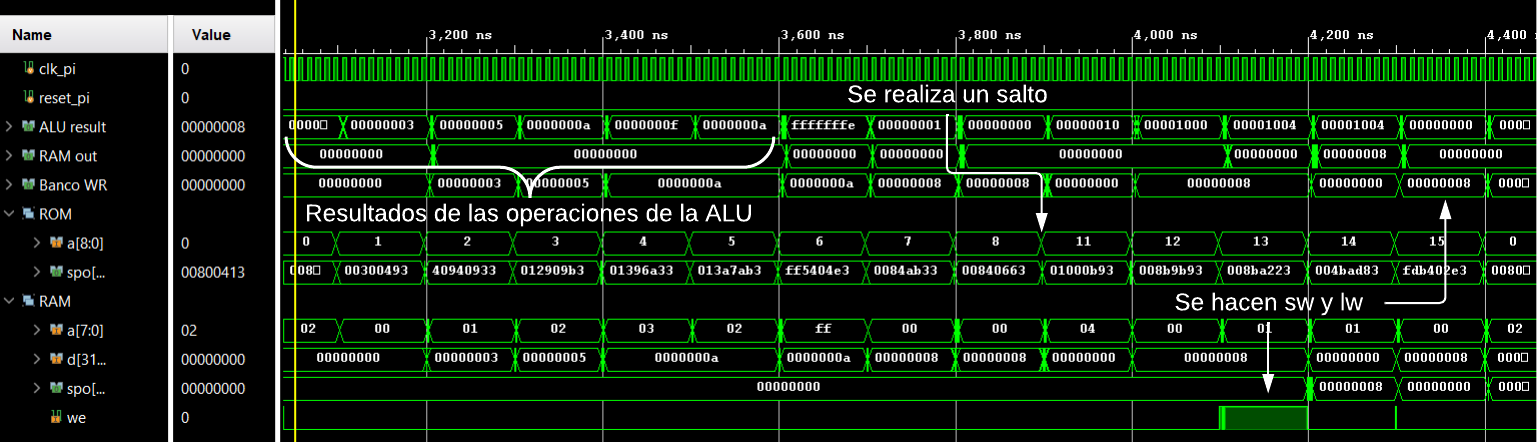 Name Value
3,200 ns 3,400 ns 3,600 ns 3,800 ns 4,000 ns 4,200 ns 4,400
clk_pi 0
Se realiza un salto
reset_pi 0
ALU result 00000008 0000 00000003 00000005 0000000a 0000000f 0000000a fffffffe 00000001 00000000 00000010 00001000 00001004 00001004 00000000 000
RAM out 00000000 00000000 00000000 00000000 00000000 00000000 00000000 00000008 00000000
Banco WR 00000000 00000000 00000003 00000005 0000000a 0000000a 00000008 00000008 00000000 00000008 00000000 00000008 000
ROM
Resultados de las operaciones de la ALU
a[8:0] 0 0 1 2 3 4 5 6 7 8 11 12 13 14 15 0
spo[... 00800413 008 00300493 40940933 012909b3 01396a33 013a7ab3 ff5404e3 0084ab33 00840663 01000b93 008b9b93 008ba223 004bad83 fdb402e3 0080
RAM
Se hacen sw y lw
a[7:0] 02 02 00 01 02 03 02 ff 00 00 04 00 01 01 00 02
d[31... 00000000 00000000 00000003 00000005 0000000a 0000000a 00000008 00000008 00000000 00000008 00000000 00000008 000
spo[... 00000000 00000000 00000008 00000000 000
we 0